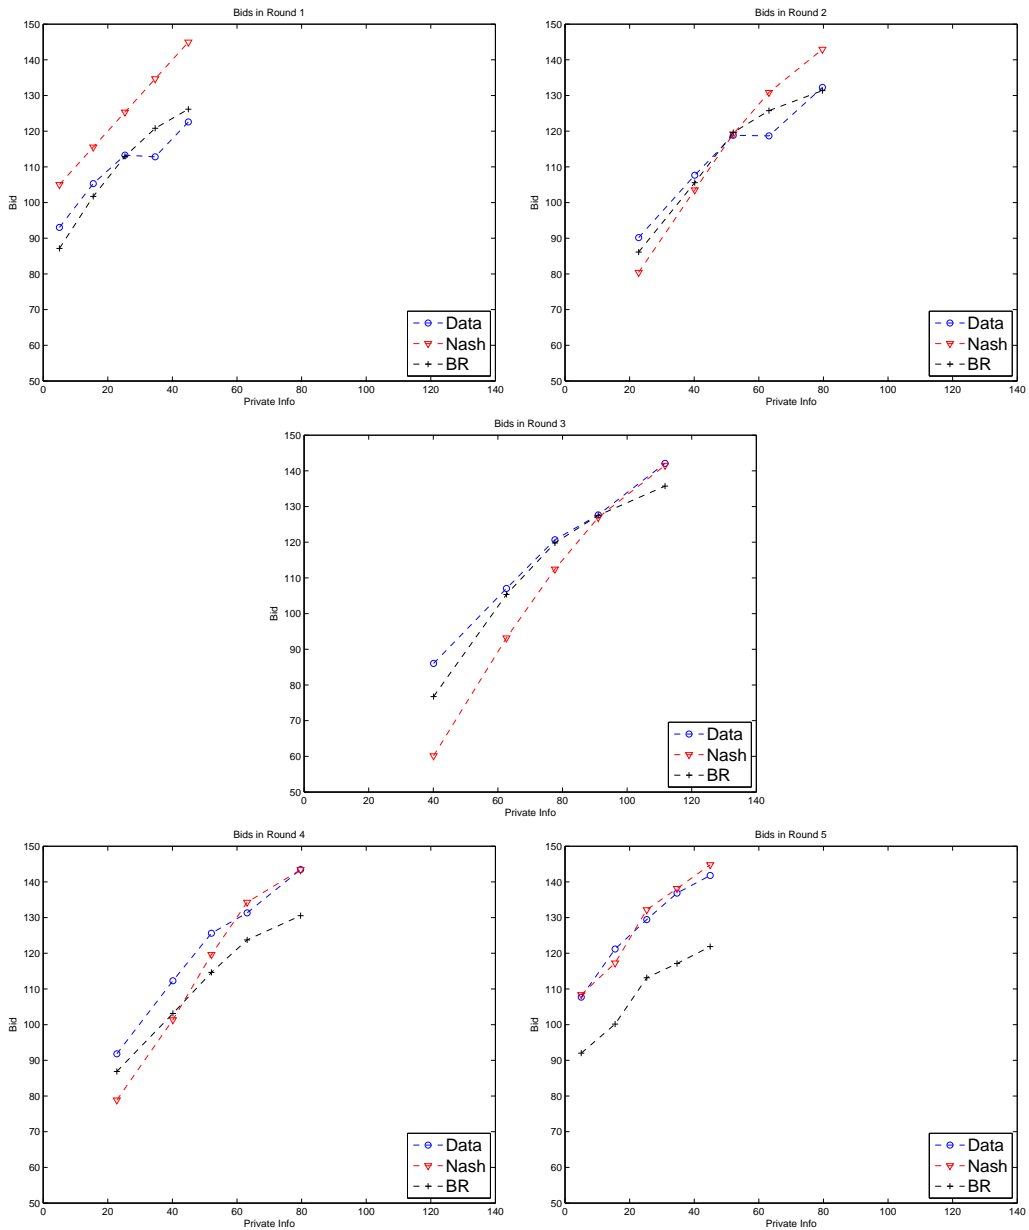 Bids in Round 1
150
140
130
120
110
100
90
80
70
60
50
Bid
0 20 40 60 80 100 120 140
Private Info
Data
Nash
BR
Bids in Round 2
150
140
130
120
110
100
90
80
70
60
50
Bid
0 20 40 60 80 100 120 140
Private Info
Data
Nash
BR
Bids in Round 3
150
140
130
120
110
100
90
80
70
60
50
Bid
0 20 40 60 80 100 120 140
Private Info
Data
Nash
BR
Bids in Round 4
150
140
130
120
110
100
90
80
70
60
50
Bid
0 20 40 60 80 100 120 140
Private Info
Data
Nash
BR
Bids in Round 5
150
140
130
120
110
100
90
80
70
60
50
Bid
0 20 40 60 80 100 120 140
Private Info
Data
Nash
BR